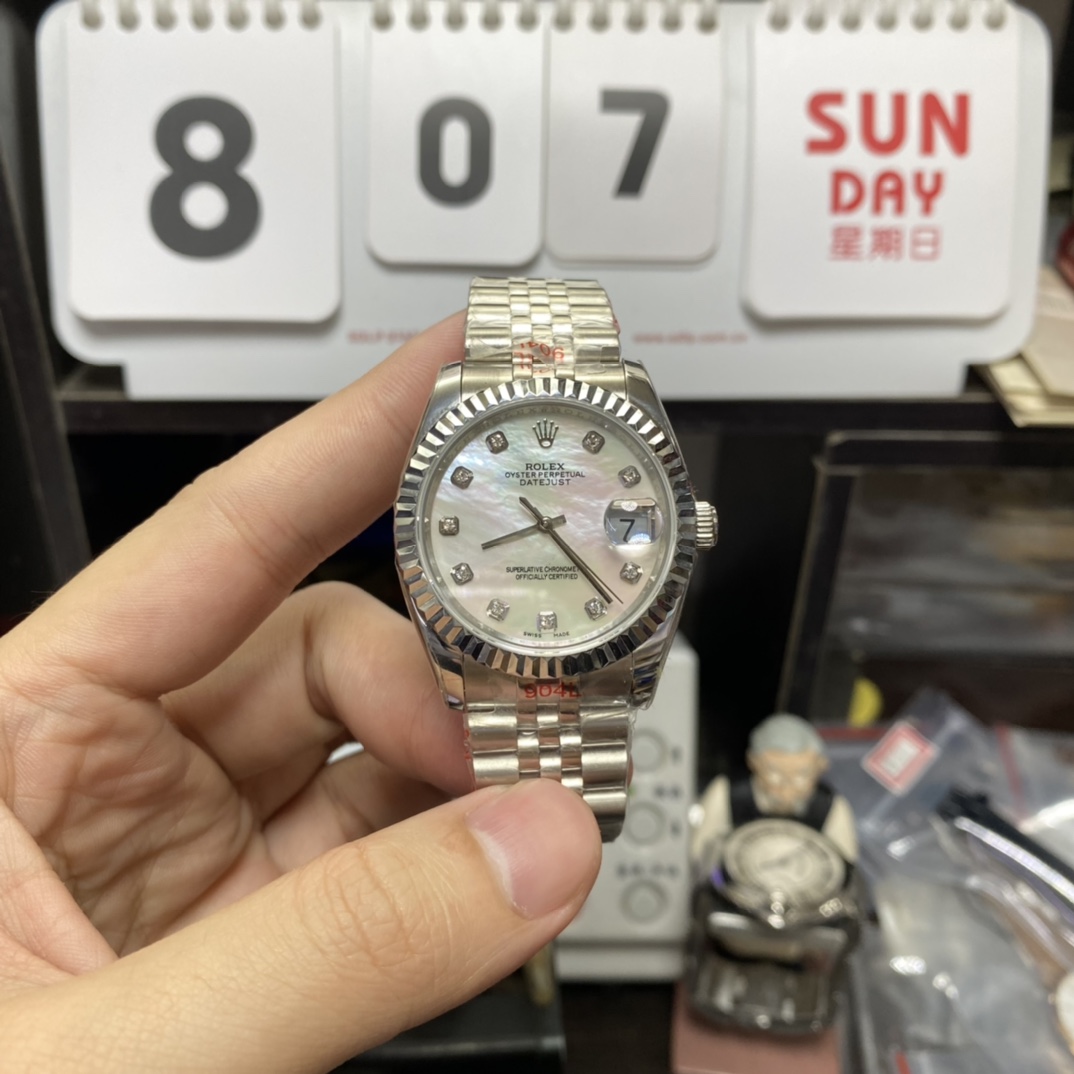 8 0 7
SUN
DAY
星期日
ROLEX
OYSTER PERPETUAL
DATEJUST
7
SUPERLATIVE CHRONOME
OFFICIALLY CERTIFIED
SWISS MADE
904L